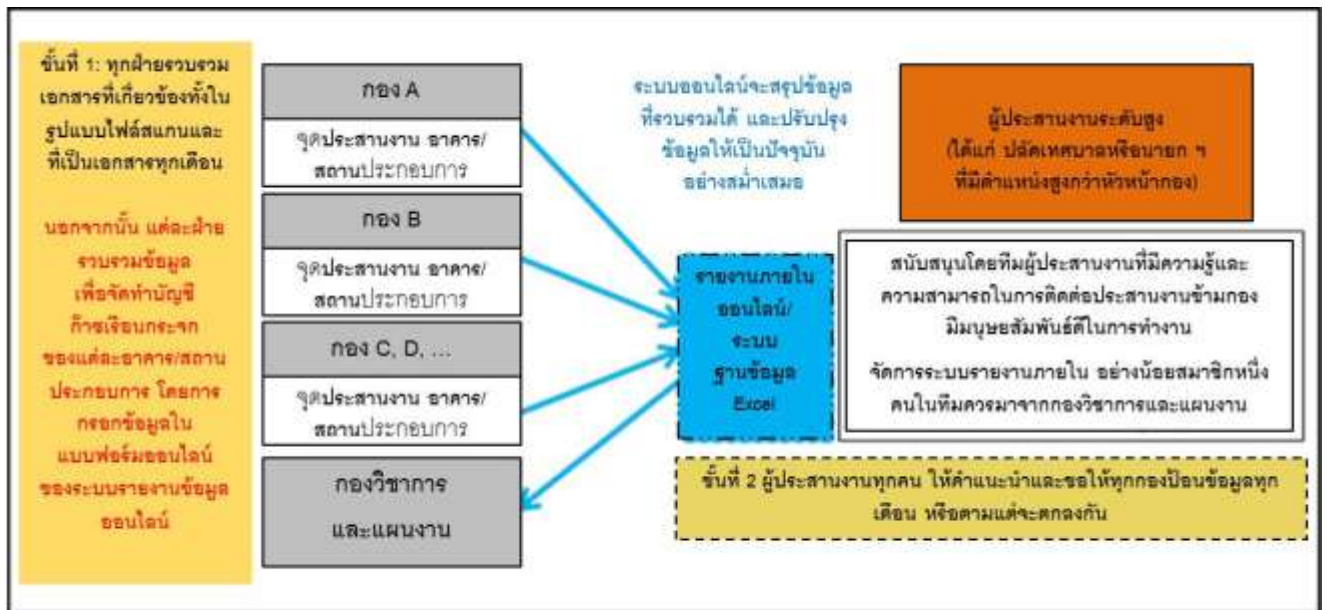 ขั้นที่ 1: ทุกฝ่ายรวบรวม
เอกสารที่เกี่ยวข้องทั้งใน
รูปแบบไฟล์สแกนและ
ที่เป็นเอกสารทุกเดือน
นอกจากนั้น แต่ละฝ่าย
รวบรวมข้อมูล
เพื่อจัดทำบัญชี
ก๊าซเรือนกระจก
ของแต่ละอาคาร/สถาน
ประกอบการ โดยการ
กรอกข้อมูลใน
แบบฟอร์มออนไลน์
ของระบบรายงานข้อมูล
ออนไลน์
กอง A
จุดประสานงาน อาคาร/
สถานประกอบการ
กอง B
จุดประสานงาน อาคาร/
สถานประกอบการ
กอง C, D, ...
จุดประสานงาน อาคาร/
สถานประกอบการ
กองวิชาการ
และแผนงาน
ระบบออนไลน์จะสรุปข้อมูล
ที่รวบรวมได้ และปรับปรุง
ข้อมูลให้เป็นปัจจุบัน
อย่างสม่ำเสมอ
รายงานภายใน
ออนไลน์/
ระบบ
ฐานข้อมูล
Excel
ผู้ประสานงานระดับสูง
(ได้แก่ ปลัดเทศบาลหรือนายก ฯ
ที่มีตำแหน่งสูงกว่าหัวหน้ากอง)
สนับสนุนโดยทีมผู้ประสานงานที่มีความรู้และ
ความสามารถในการติดต่อประสานงานข้ามกอง
มีมนุษยสัมพันธ์ดีในการทำงาน
จัดการระบบรายงานภายใน อย่างน้อยสมาชิกหนึ่ง
คนในทีมควรมาจากกองวิชาการและแผนงาน
ขั้นที่ 2 ผู้ประสานงานทุกคน ให้คำแนะนำและขอให้ทุกกองป้อนข้อมูลทุก
เดือน หรือตามแต่จะตกลงกัน